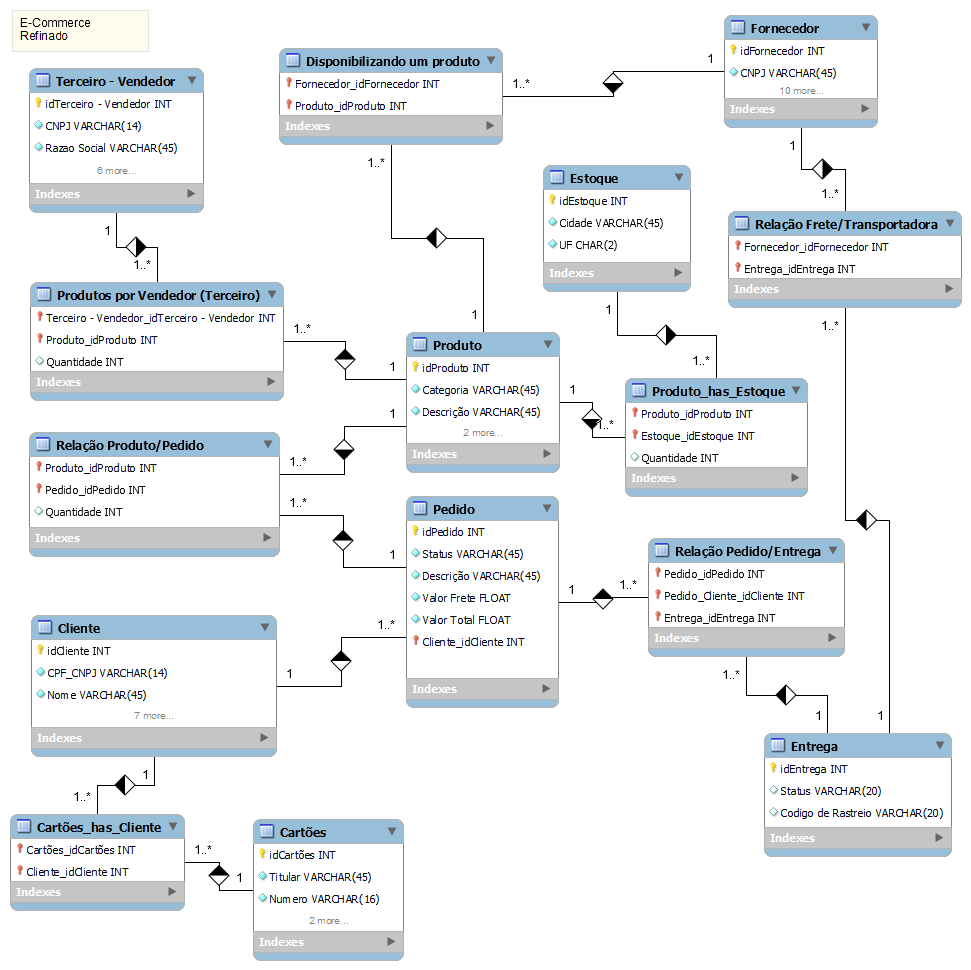 E-Commerce
Refinado
Terceiro - Vendedor
idTerceiro - Vendedor INT
CNPJ VARCHAR(14)
Razao Social VARCHAR(45)
6 more...
Indexes
1
1..*
Disponibilizando um produto
Fornecedor_idFornecedor INT
Produto_idProduto INT
Indexes
1..*
1
1..*
1
Fornecedor
idFornecedor INT
CNPJ VARCHAR(45)
10 more...
Indexes
1
1..*
Estoque
idEstoque INT
Cidade VARCHAR(45)
UF CHAR(2)
Indexes
1
1..*
Relação Frete/Transportadora
Fornecedor_idFornecedor INT
Entrega_idEntrega INT
Indexes
1..*
1
Produtos por Vendedor (Terceiro)
Terceiro - Vendedor_idTerceiro - Vendedor INT
Produto_idProduto INT
Quantidade INT
Indexes
1..*
1
Produto
idProduto INT
Categoria VARCHAR(45)
Descrição VARCHAR(45)
2 more...
Indexes
1
1..*
Produto_has_Estoque
Produto_idProduto INT
Estoque_idEstoque INT
Quantidade INT
Indexes
Relação Produto/Pedido
Produto_idProduto INT
Pedido_idPedido INT
Quantidade INT
Indexes
1
1..*
1..*
1
Pedido
idPedido INT
Status VARCHAR(45)
Descrição VARCHAR(45)
Valor Frete FLOAT
Valor Total FLOAT
Cliente_idCliente INT
Indexes
1
1..*
Relação Pedido/Entrega
Pedido_idPedido INT
Pedido_Cliente_idCliente INT
Entrega_idEntrega INT
Indexes
1..*
1
Cliente
idCliente INT
CPF_CNPJ VARCHAR(14)
Nome VARCHAR(45)
7 more...
Indexes
1..*
1
1
1..*
Entrega
idEntrega INT
Status VARCHAR(20)
Codigo de Rastreio VARCHAR(20)
Indexes
Cartões_has_Cliente
Cartões_idCartões INT
Cliente_idCliente INT
Indexes
1..*
1
Cartões
idCartões INT
Titular VARCHAR(45)
Numero VARCHAR(16)
2 more...
Indexes